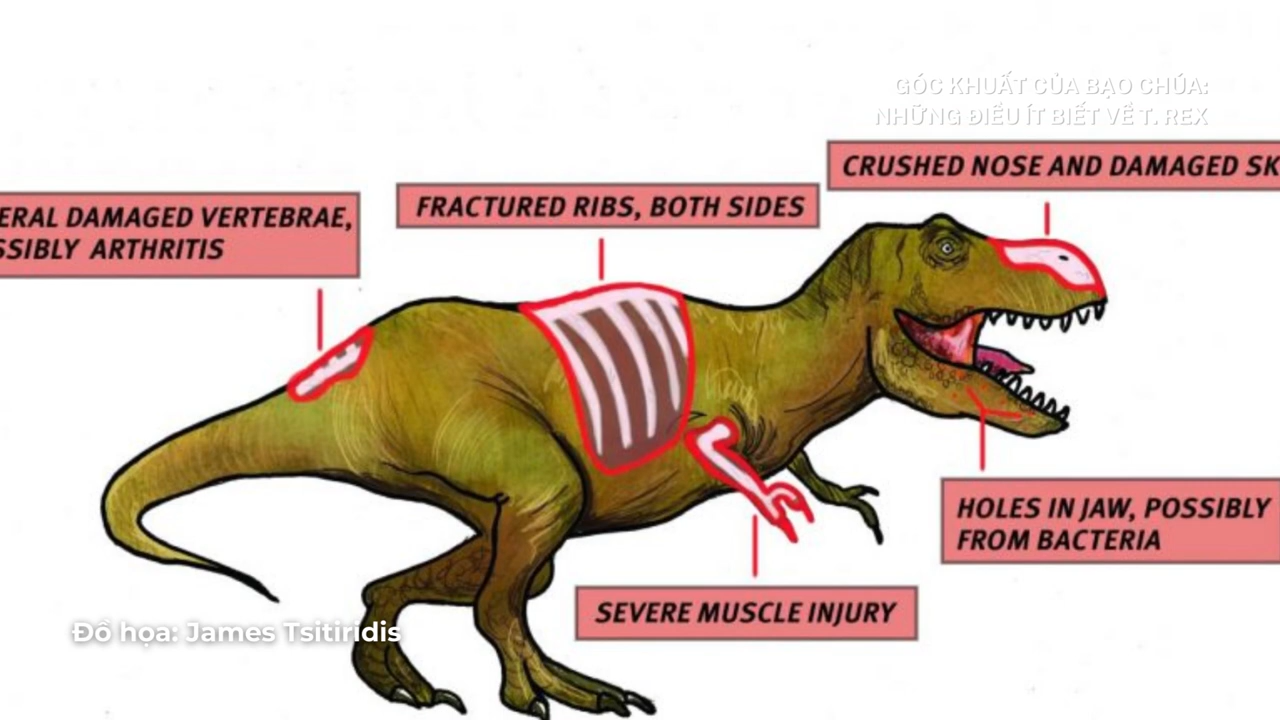 GÓC KHUẤT CỦA BẠO CHÚA:
NHỮNG ĐIỀU ÍT BIẾT VỀ T. REX
CRUSHED NOSE AND DAMAGED SK
ERAL DAMAGED VERTEBRAE,
SSIBLY ARTHRITIS
FRACTURED RIBS, BOTH SIDES
HOLES IN JAW, POSSIBLY
FROM BACTERIA
SEVERE MUSCLE INJURY
Đồ họa: James Tsitiridis